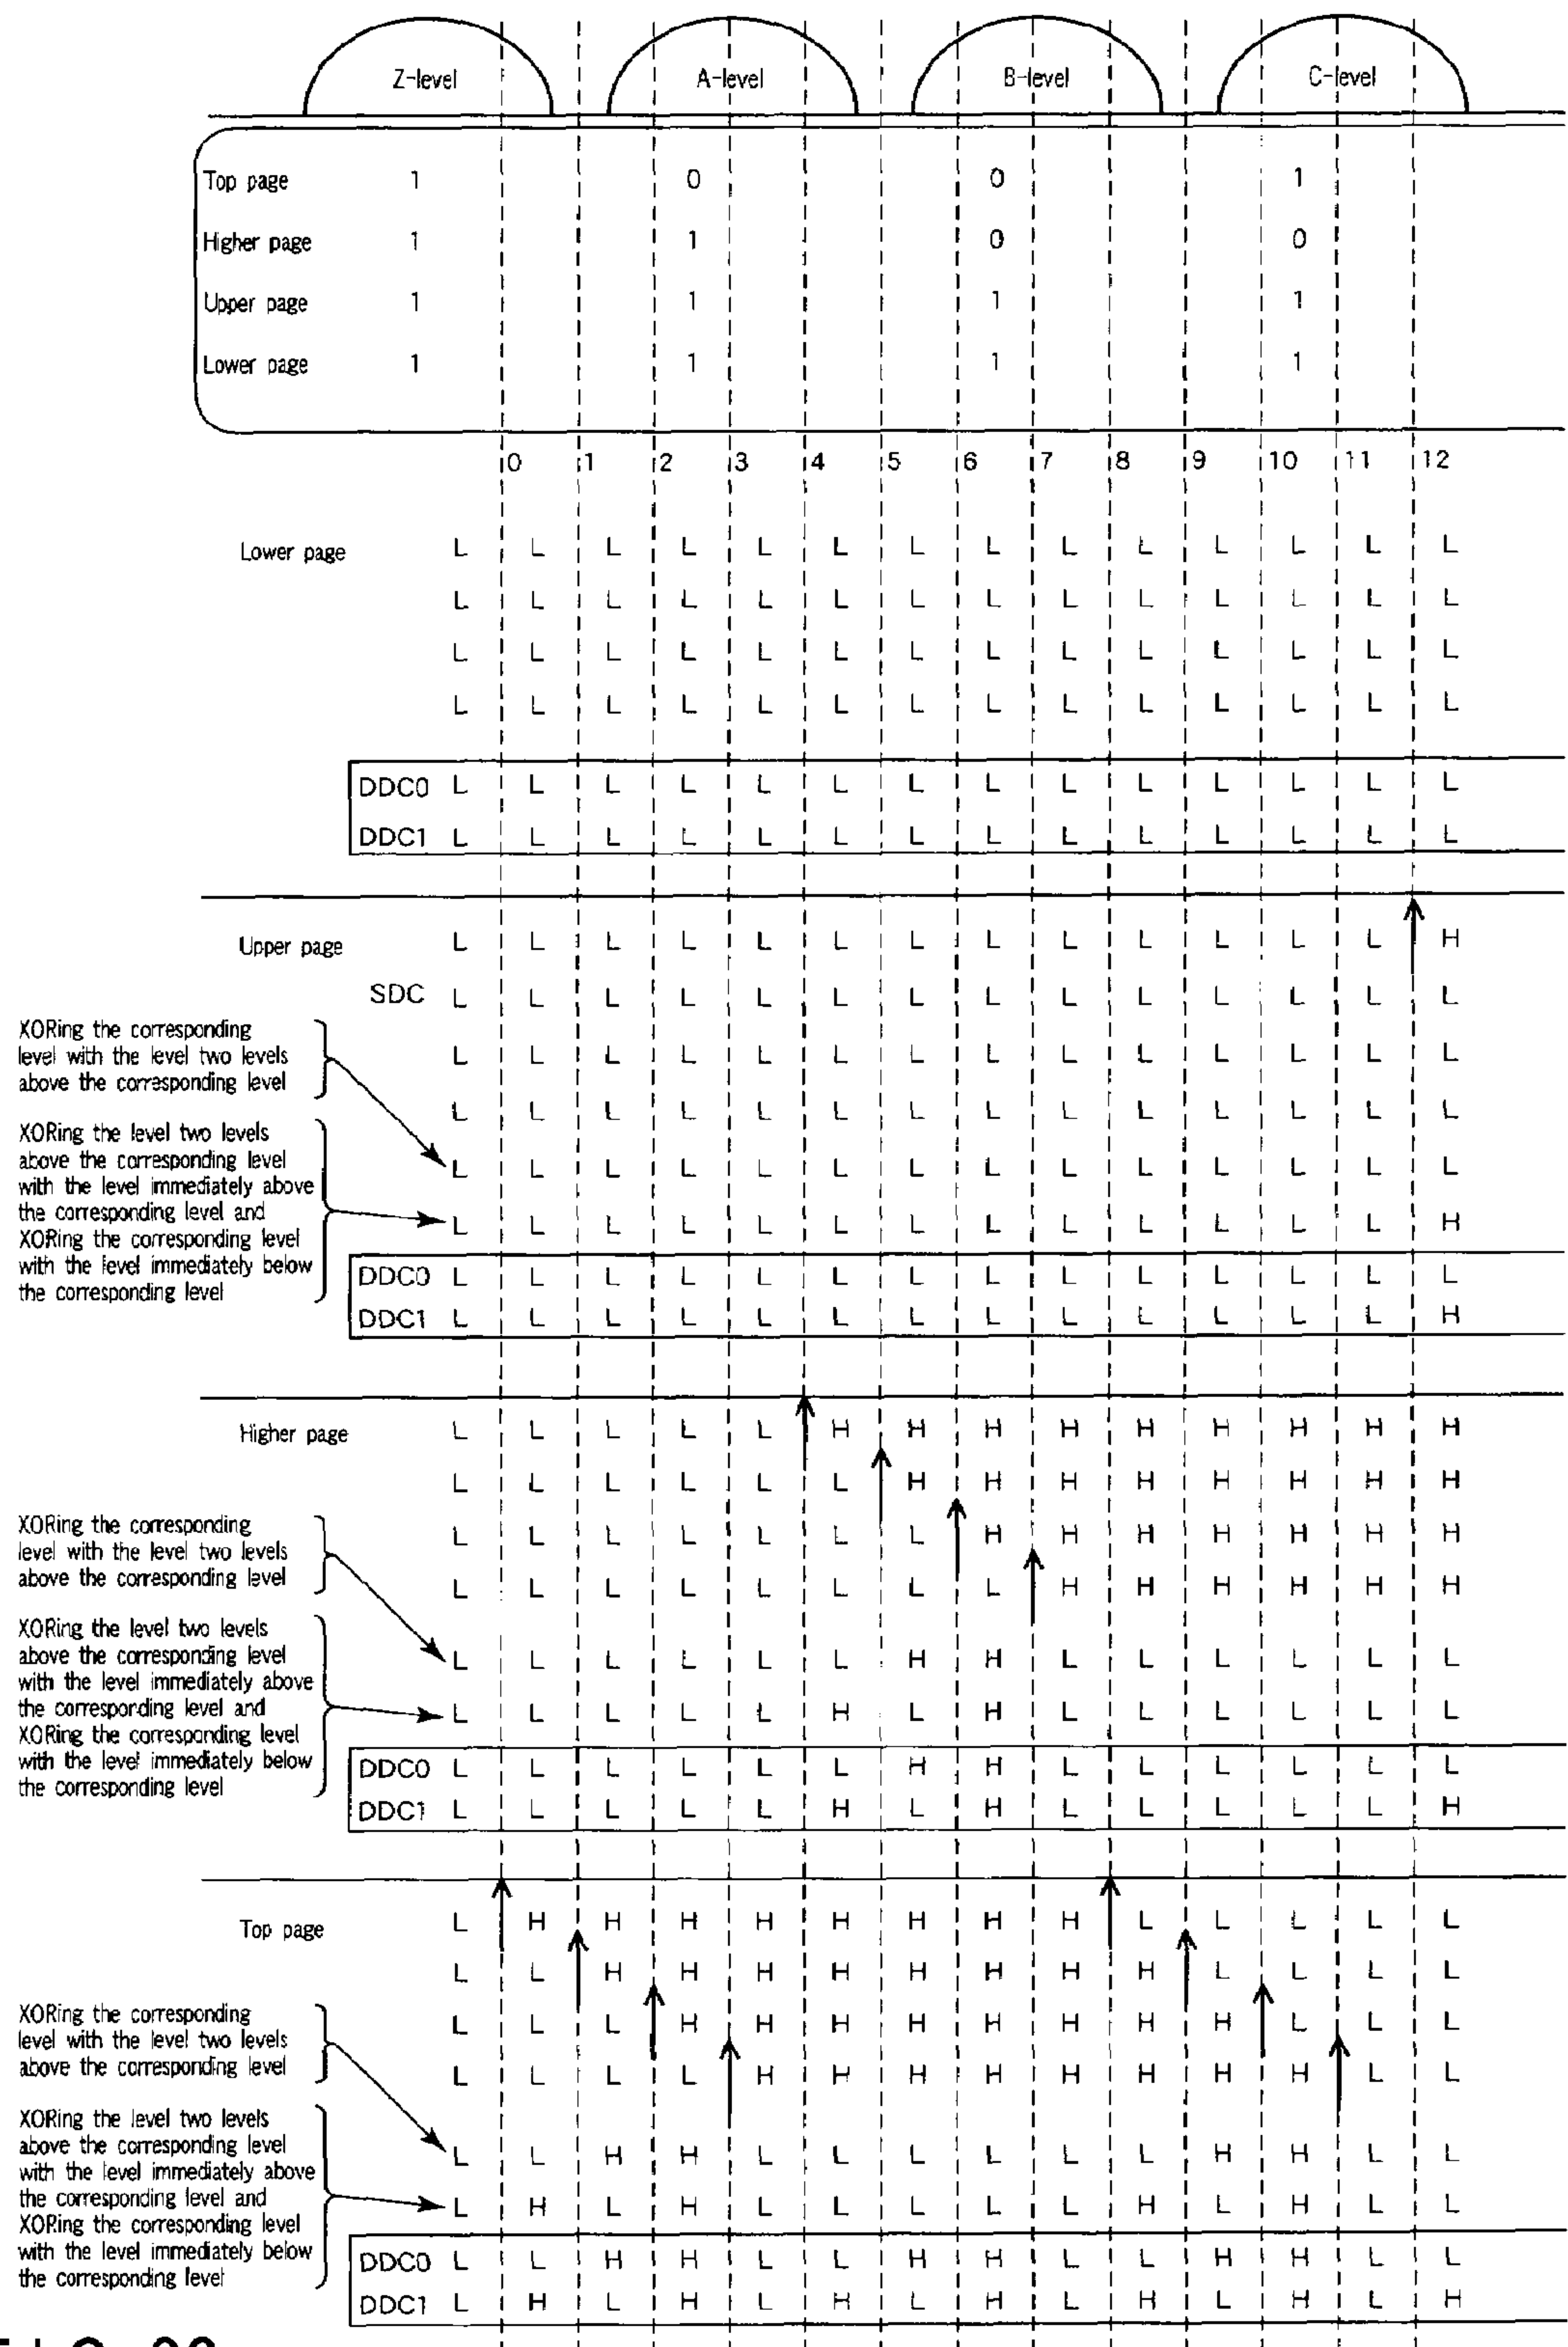 Z-level A-level B-level C-level
Top page 1 0 0 1
Higher page 1 1 0 0
Upper page 1 1 1 1
Lower page 1 1 1 1
0 1 2 3 4 5 6 7 8 9 10 11 12
Lower page L L L L L L L L L L L L L L
L L L L L L L L L L L L L L
L L L L L L L L L L L L L L
L L L L L L L L L L L L L L
DDC0 L L L L L L L L L L L L L L
DDC1 L L L L L L L L L L L L L L
Upper page L L L L L L L L L L L L L H
SDC L L L L L L L L L L L L L L
XORing the corresponding
level with the level two levels
above the corresponding level
L L L L L L L L L L L L L L
L L L L L L L L L L L L L L
XORing the level two levels
above the corresponding level
with the level immediately above
the corresponding level and
XORing the corresponding level
with the level immediately below
the corresponding level
L L L L L L L L L L L L L L
L L L L L L L L L L L L L H
DDC0 L L L L L L L L L L L L L L
DDC1 L L L L L L L L L L L L L H
Higher page L L L L L H H H H H H H H H
L L L L L L H H H H H H H H
XORing the corresponding
level with the level two levels
above the corresponding level
L L L L L L L H H H H H H H
L L L L L L L L H H H H H H
XORing the level two levels
above the corresponding level
with the level immediately above
the corresponding level and
XORing the corresponding level
with the level immediately below
the corresponding level
L L L L L L H H L L L L L L
L L L L L H L H L L L L L L
DDC0 L L L L L L H H L L L L L L
DDC1 L L L L L H L H L L L L L H
Top page L H H H H H H H H L L L L L
L L H H H H H H H H L L L L
XORing the corresponding
level with the level two levels
above the corresponding level
L L L H H H H H H H H L L L
L L L L H H H H H H H H L L
XORing the level two levels
above the corresponding level
with the level immediately above
the corresponding level and
XORing the corresponding level
with the level immediately below
the corresponding level
L L H H L L L L L L H H L L
L H L H L L L L L H L H L L
DDC0 L L H H L L H H L L H H L L
DDC1 L H L H L H L H L H L H L H